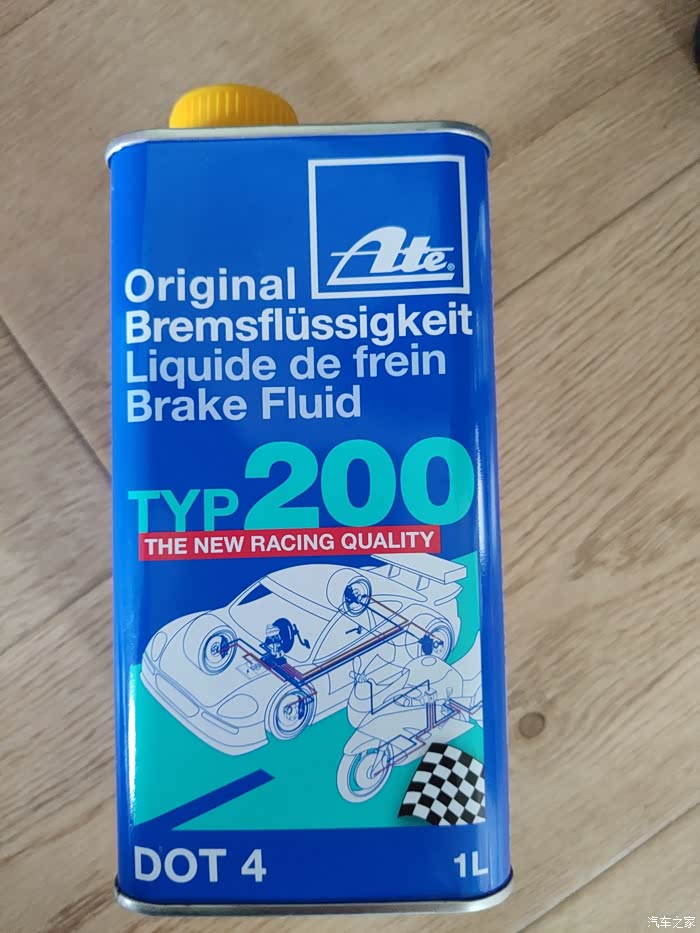 Ate®
Original
Bremsflüssigkeit
Liquide de frein
Brake Fluid
TYP 200
THE NEW RACING QUALITY
DOT 4
1L
汽车之家